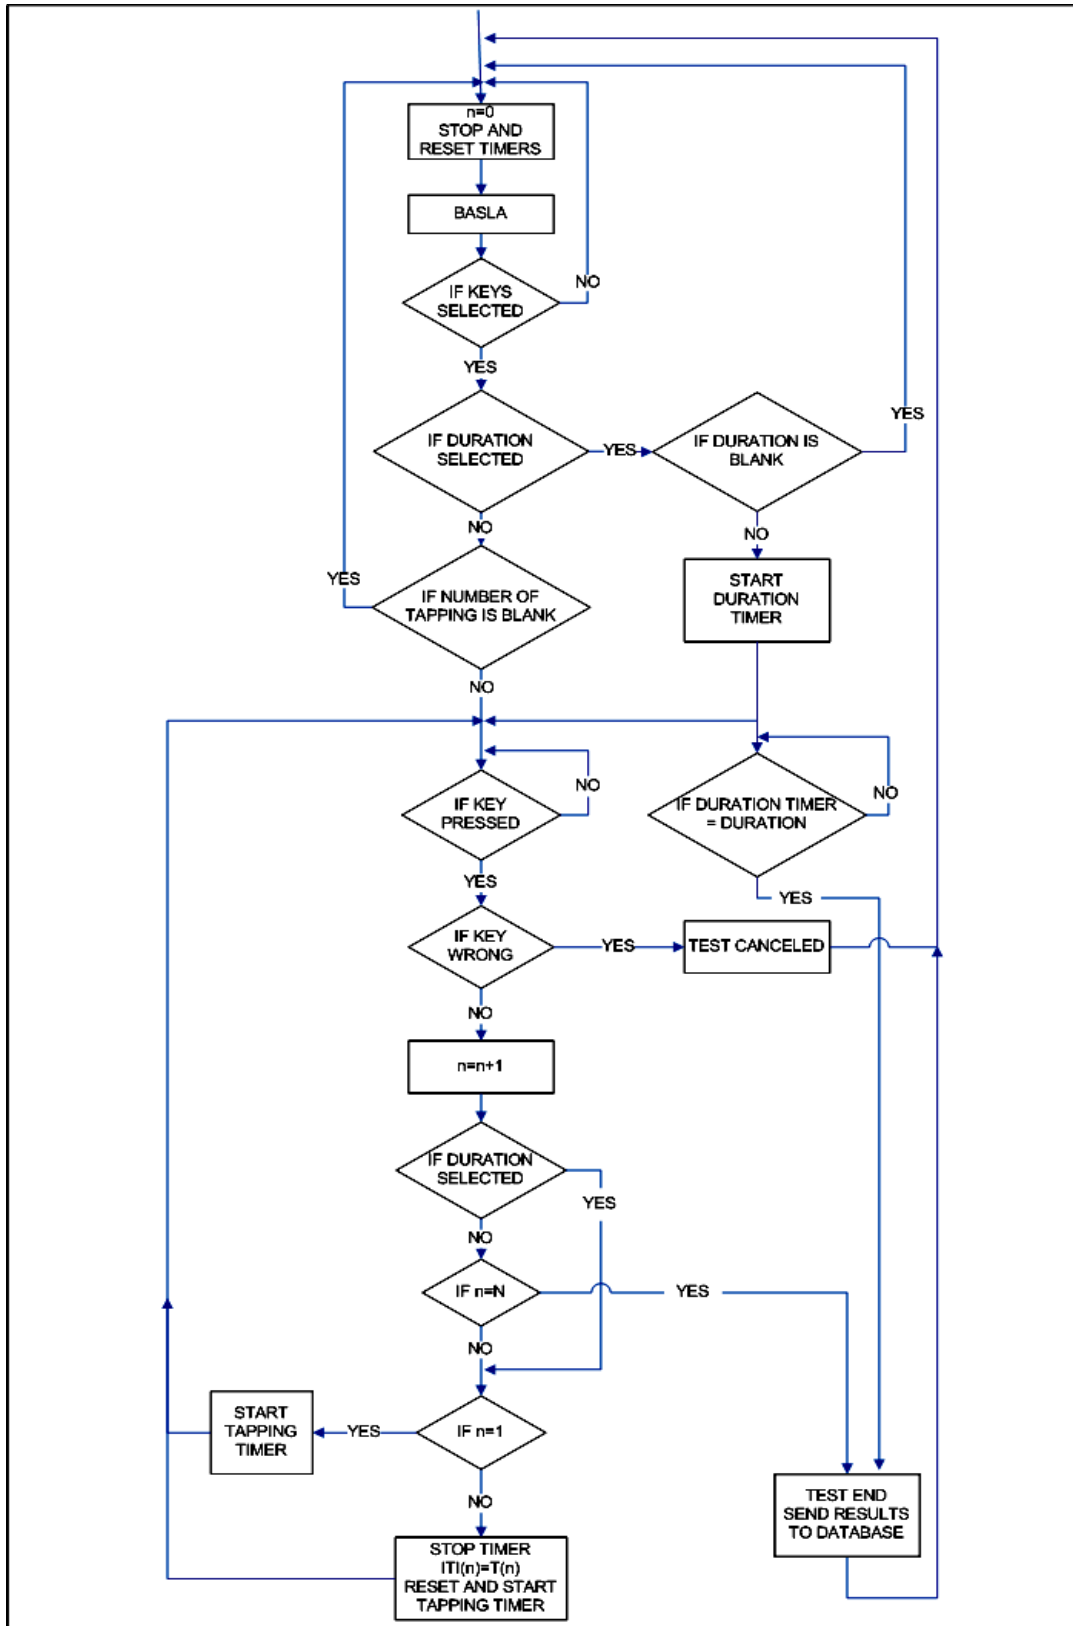 n=0
STOP AND
RESET TIMERS
BASLA
IF KEYS
SELECTED
NO
YES
IF DURATION
SELECTED
YES
IF DURATION IS
BLANK
YES
NO
NO
YES
IF NUMBER OF
TAPPING IS BLANK
START
DURATION
TIMER
NO
IF KEY
PRESSED
NO
IF DURATION TIMER
= DURATION
NO
YES
YES
IF KEY
WRONG
YES
TEST CANCELED
NO
n=n+1
IF DURATION
SELECTED
YES
NO
IF n=N
YES
NO
START
TAPPING
TIMER
YES
IF n=1
NO
TEST END
SEND RESULTS
TO DATABASE
STOP TIMER
ITI(n)=T(n)
RESET AND START
TAPPING TIMER